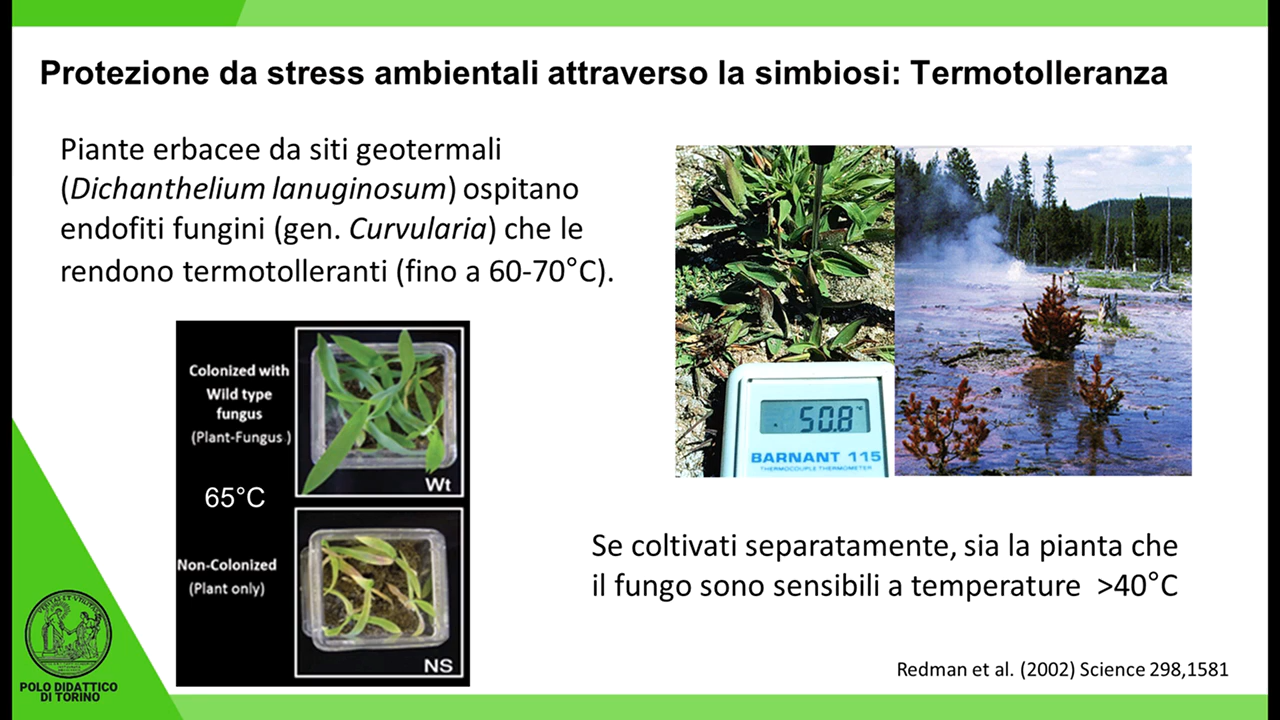 Protezione da stress ambientali attraverso la simbiosi: Termotolleranza
Piante erbacee da siti geotermali
(Dichanthelium lanuginosum) ospitano
endofiti fungini (gen. Curvularia) che le
rendono termotolleranti (fino a 60-70°C).
Colonized with
Wild type
fungus
(Plant-Fungus )
Wt
65°C
Non-Colonized
(Plant only)
NS
50.8
BARNANT 115
THERMOCOUPLE THERMOMETER
Se coltivati separatamente, sia la pianta che
il fungo sono sensibili a temperature >40°C
Redman et al. (2002) Science 298,1581
POLO DIDATTICO
DI TORINO